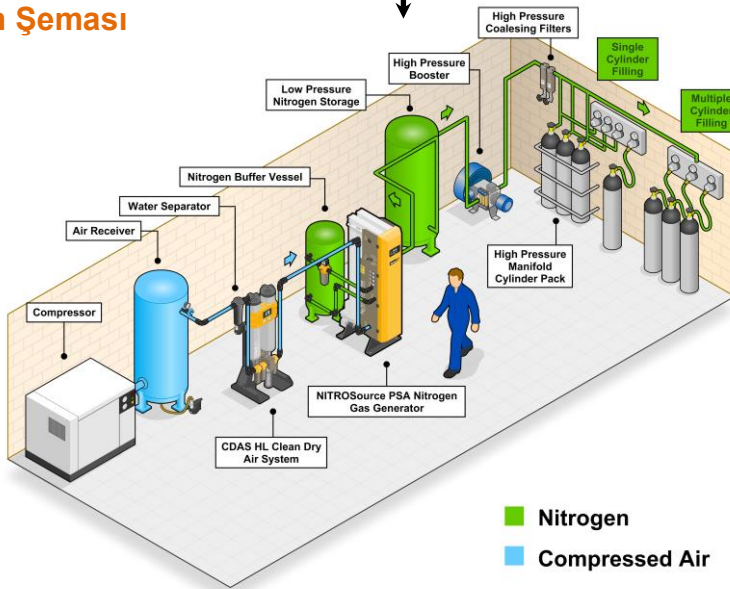 Şeması
High Pressure
Coalesing Filters
Single
Cylinder
Filling
High Pressure
Booster
Multiple
Cylinder
Filling
Low Pressure
Nitrogen Storage
Nitrogen Buffer Vessel
Water Separator
Air Receiver
High Pressure
Manifold
Cylinder Pack
Compressor
NITROSource PSA Nitrogen
Gas Generator
CDAS HL Clean Dry
Air System
Nitrogen
Compressed Air